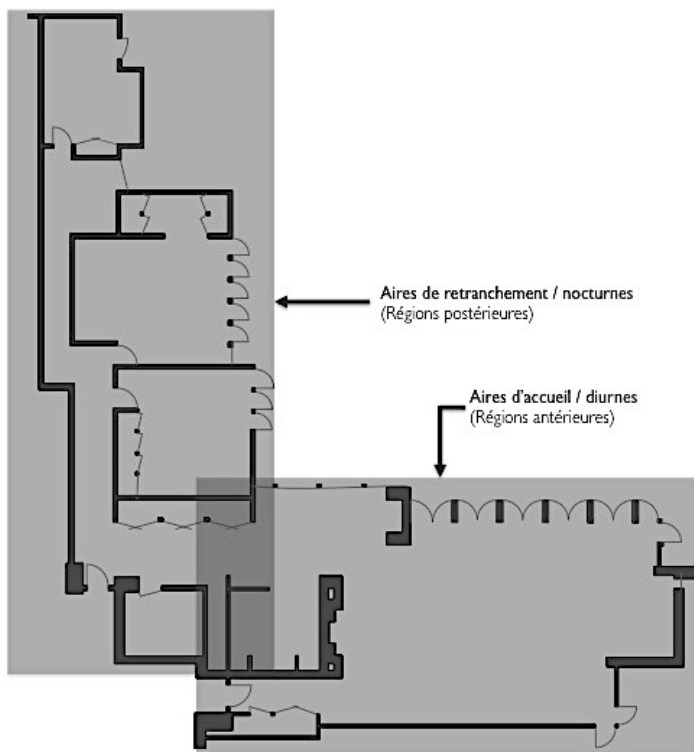 Aires de retranchement / nocturnes
(Régions postérieures)
Aires d'accueil / diurnes
(Régions antérieures)